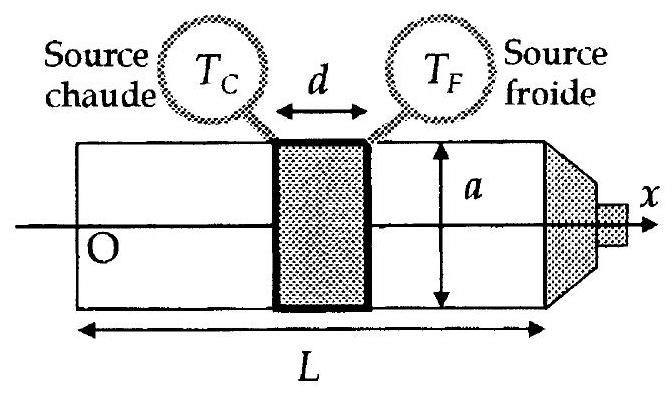 Source
chaude
T_C
d
T_F
Source
froide
a
x
O
L